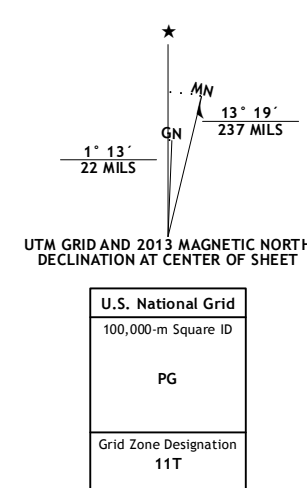 ★
MN
GN
13° 19´
237 MILS
1° 13´
22 MILS
UTM GRID AND 2013 MAGNETIC NORTH
DECLINATION AT CENTER OF SHEET
U.S. National Grid
100,000-m Square ID
PG
Grid Zone Designation
11T